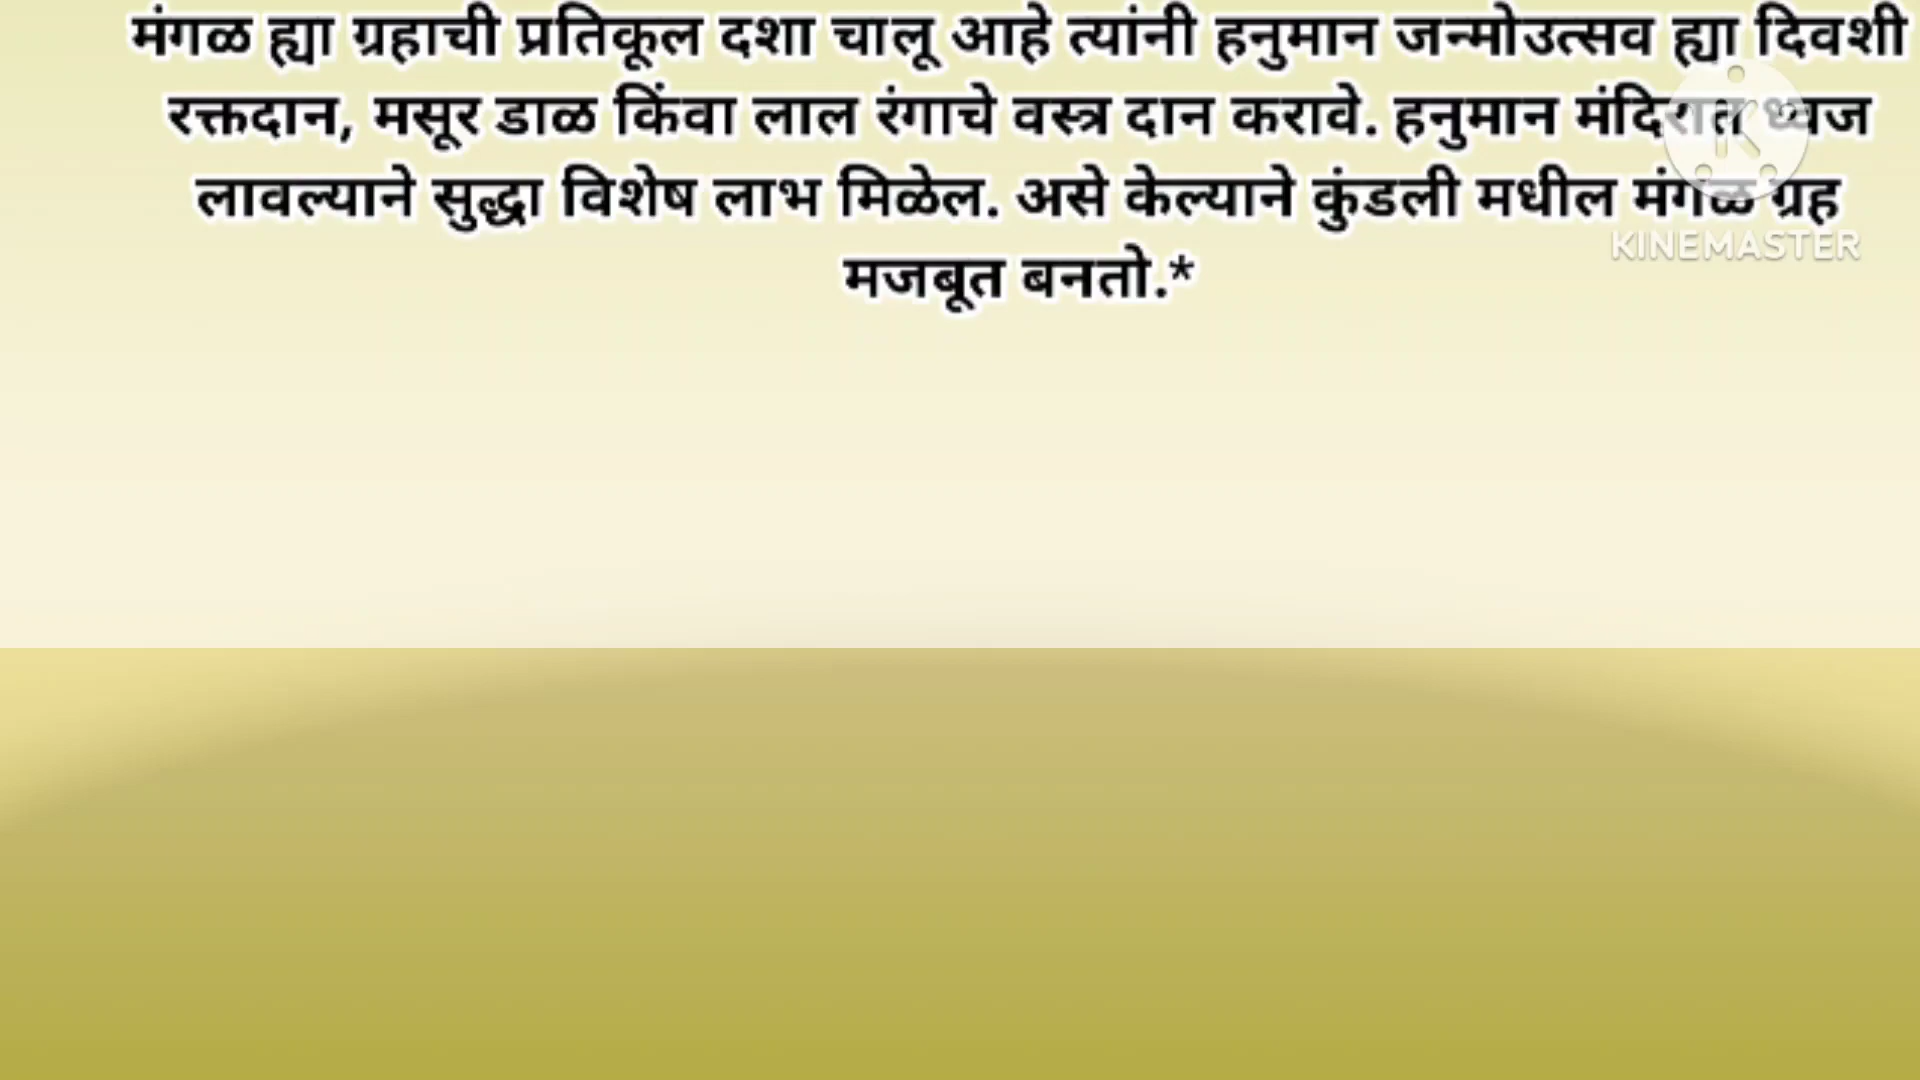 मंगळ ह्या ग्रहाची प्रतिकूल दशा चालू आहे त्यांनी हनुमान जन्मोउत्सव ह्या दिवशी
रक्तदान, मसूर डाळ किंवा लाल रंगाचे वस्त्र दान करावे. हनुमान मंदिरात ध्वज
लावल्याने सुद्धा विशेष लाभ मिळेल. असे केल्याने कुंडली मधील मंगळ ग्रह
मजबूत बनतो.*
KINEMASTER